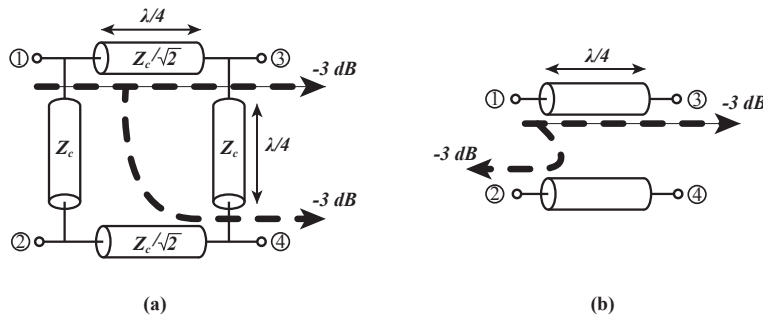 λ/4
① Z_c/√2 ③
-3 dB
Z_c Z_c λ/4
-3 dB
② Z_c/√2 ④
(a)
λ/4
① ③
-3 dB
-3 dB
② ④
(b)